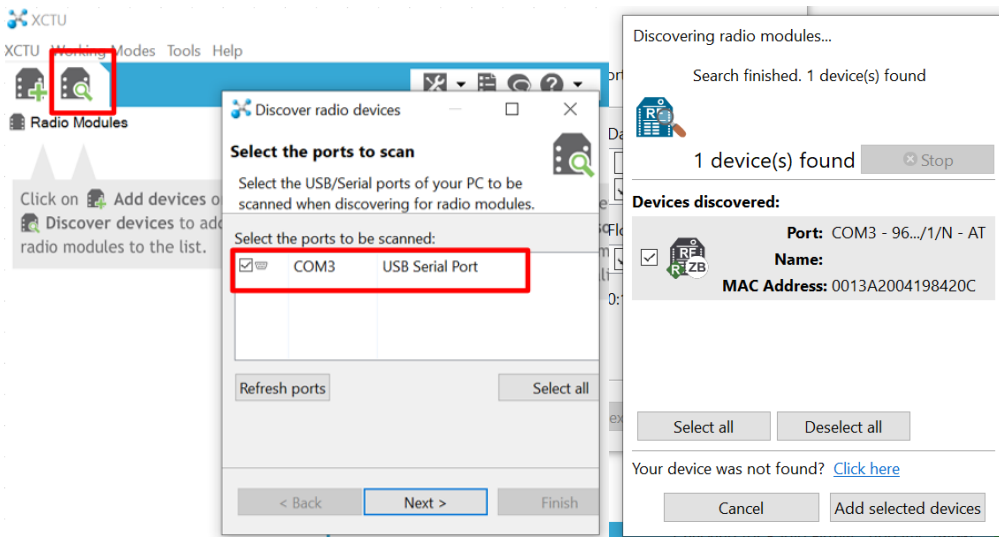 XCTU
XCTU Working Modes Tools Help
Radio Modules
Click on Add devices o
Discover devices to add
radio modules to the list.
Discover radio devices
Select the ports to scan
Select the USB/Serial ports of your PC to be
scanned when discovering for radio modules.
Select the ports to be scanned:
COM3 USB Serial Port
Refresh ports
Select all
< Back
Next >
Finish
Discovering radio modules...
Search finished. 1 device(s) found
1 device(s) found
Stop
Devices discovered:
RF
R
ZB
Port: COM3 - 96.../1/N - AT
Name:
MAC Address: 0013A2004198420C
Select all
Deselect all
Your device was not found? Click here
Cancel
Add selected devices